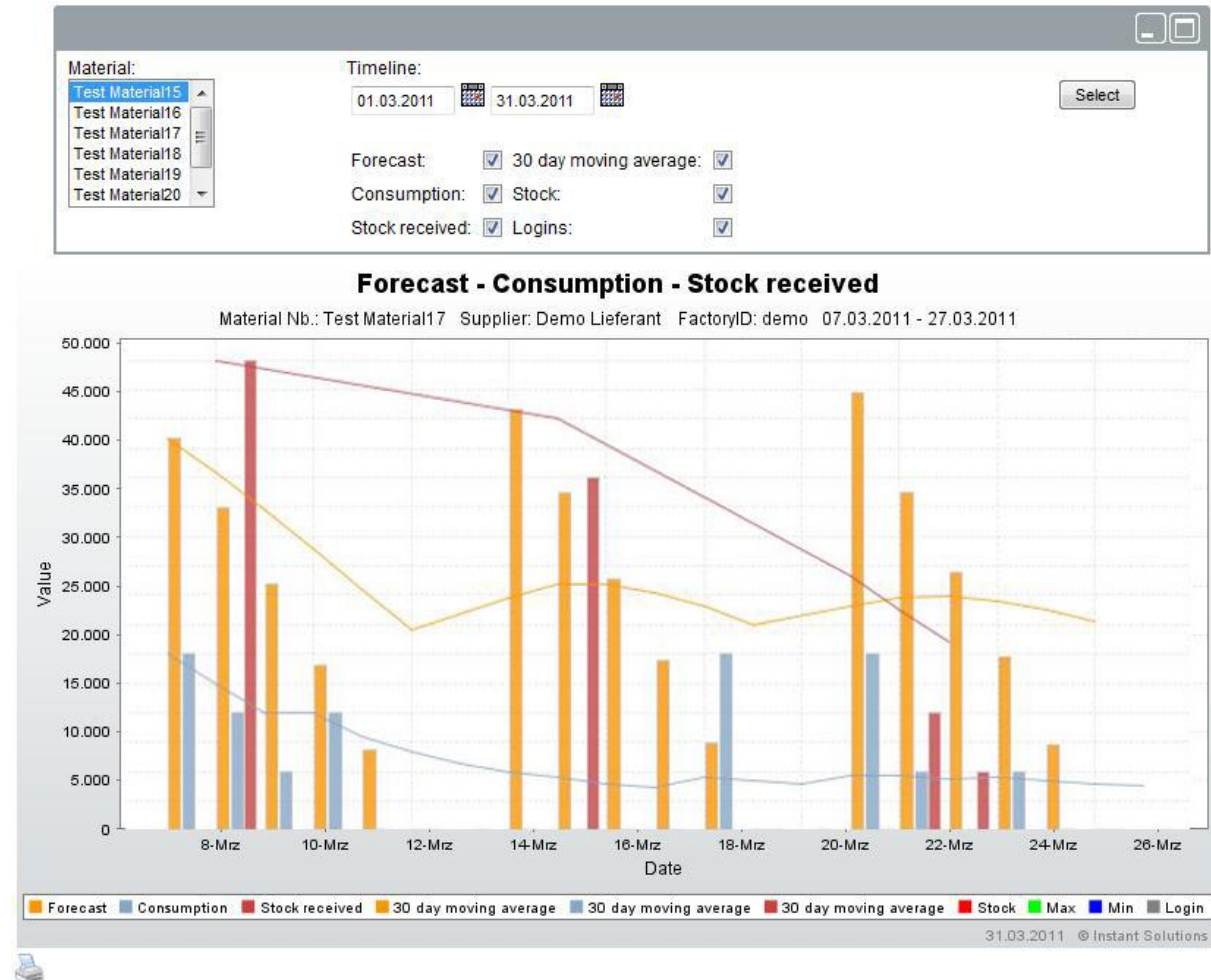 Material: Timeline:
Test Material15
Test Material16
Test Material17
Test Material18
Test Material19
Test Material20
01.03.2011 31.03.2011 Select
Forecast: 30 day moving average:
Consumption: Stock:
Stock received: Logins:
Forecast - Consumption - Stock received
Material Nb.: Test Material17 Supplier: Demo Lieferant FactoryID: demo 07.03.2011 - 27.03.2011
Value
50.000
45.000
40.000
35.000
30.000
25.000
20.000
15.000
10.000
5.000
0
8-Mrz 10-Mrz 12-Mrz 14-Mrz 16-Mrz 18-Mrz 20-Mrz 22-Mrz 24-Mrz 26-Mrz
Date
Forecast Consumption Stock received 30 day moving average 30 day moving average 30 day moving average Stock Max Min Login
31.03.2011 © Instant Solutions